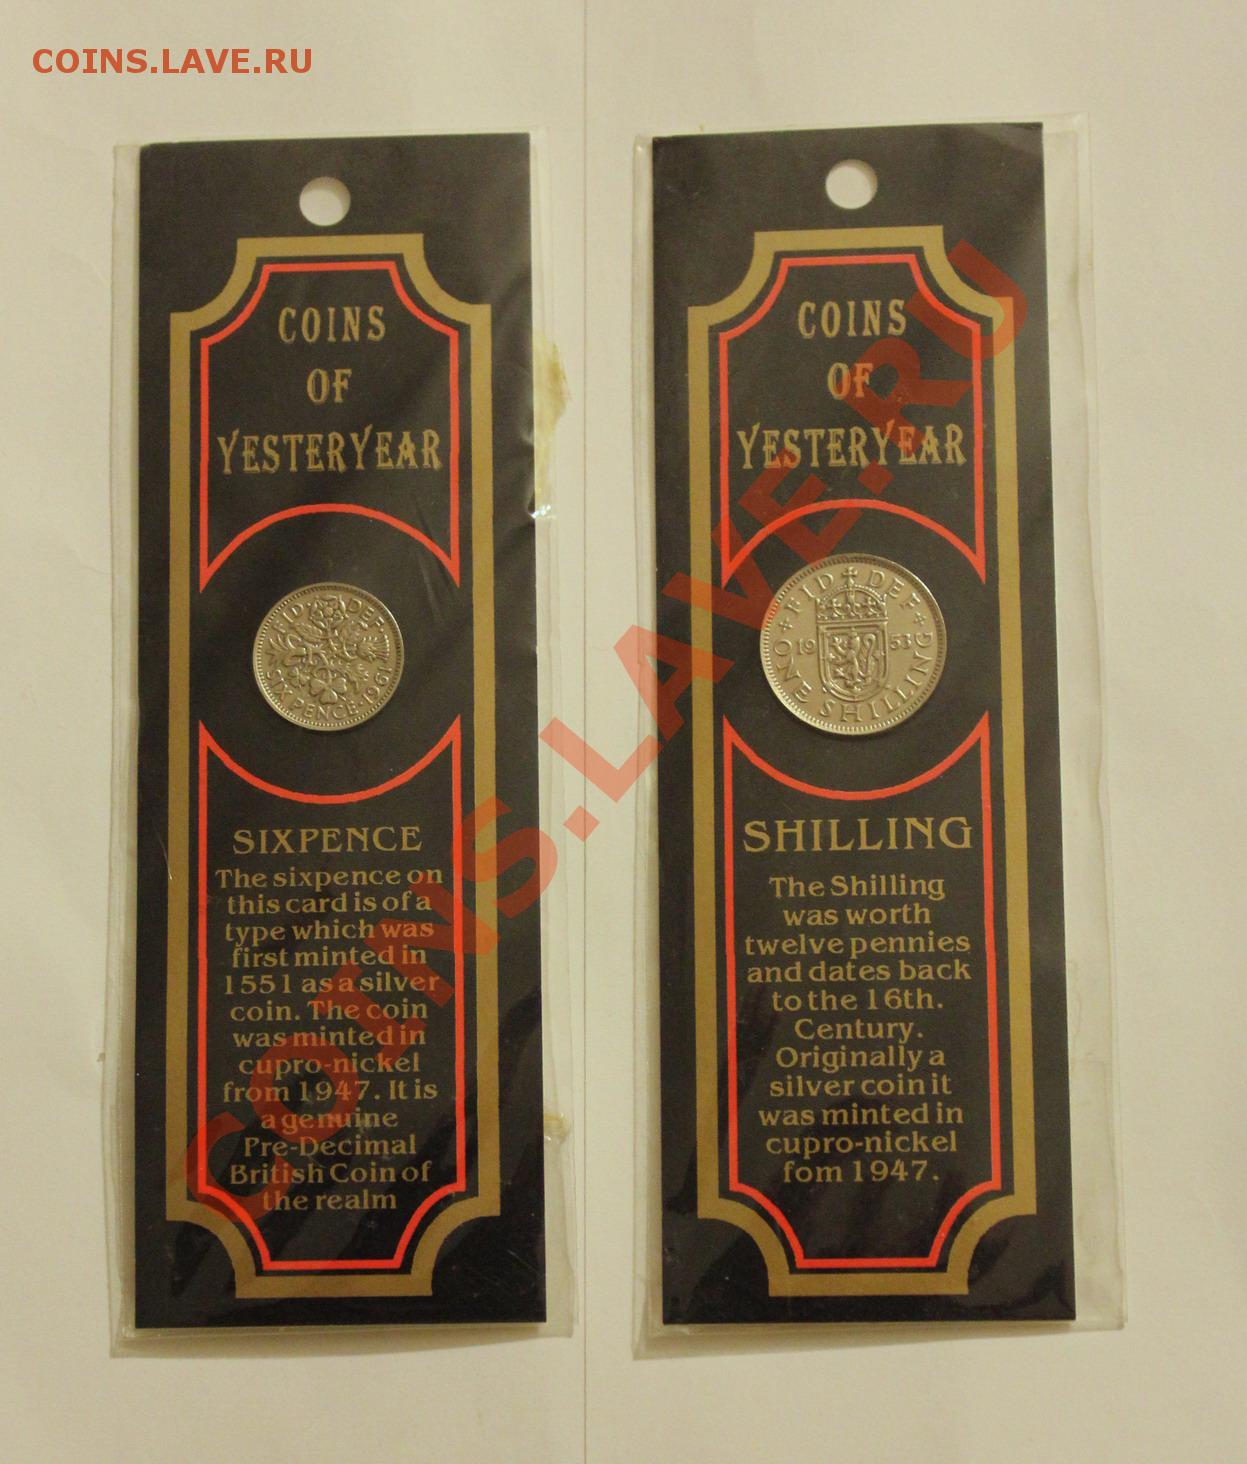 COINS.LAVE.RU
COINS
OF
YESTERYEAR
FID DEF
SIX PENCE · 1961
SIXPENCE
The sixpence on
this card is of a
type which was
first minted in
1551 as a silver
coin. The coin
was minted in
cupro-nickel
from 1947. It is
a genuine
Pre-Decimal
British Coin of
the realm
COINS
OF
YESTERYEAR
FID DEF
19 53
ONE SHILLING
SHILLING
The Shilling
was worth
twelve pennies
and dates back
to the 16th.
Century.
Originally a
silver coin it
was minted in
cupro-nickel
fom 1947.
COINS.LAVE.RU